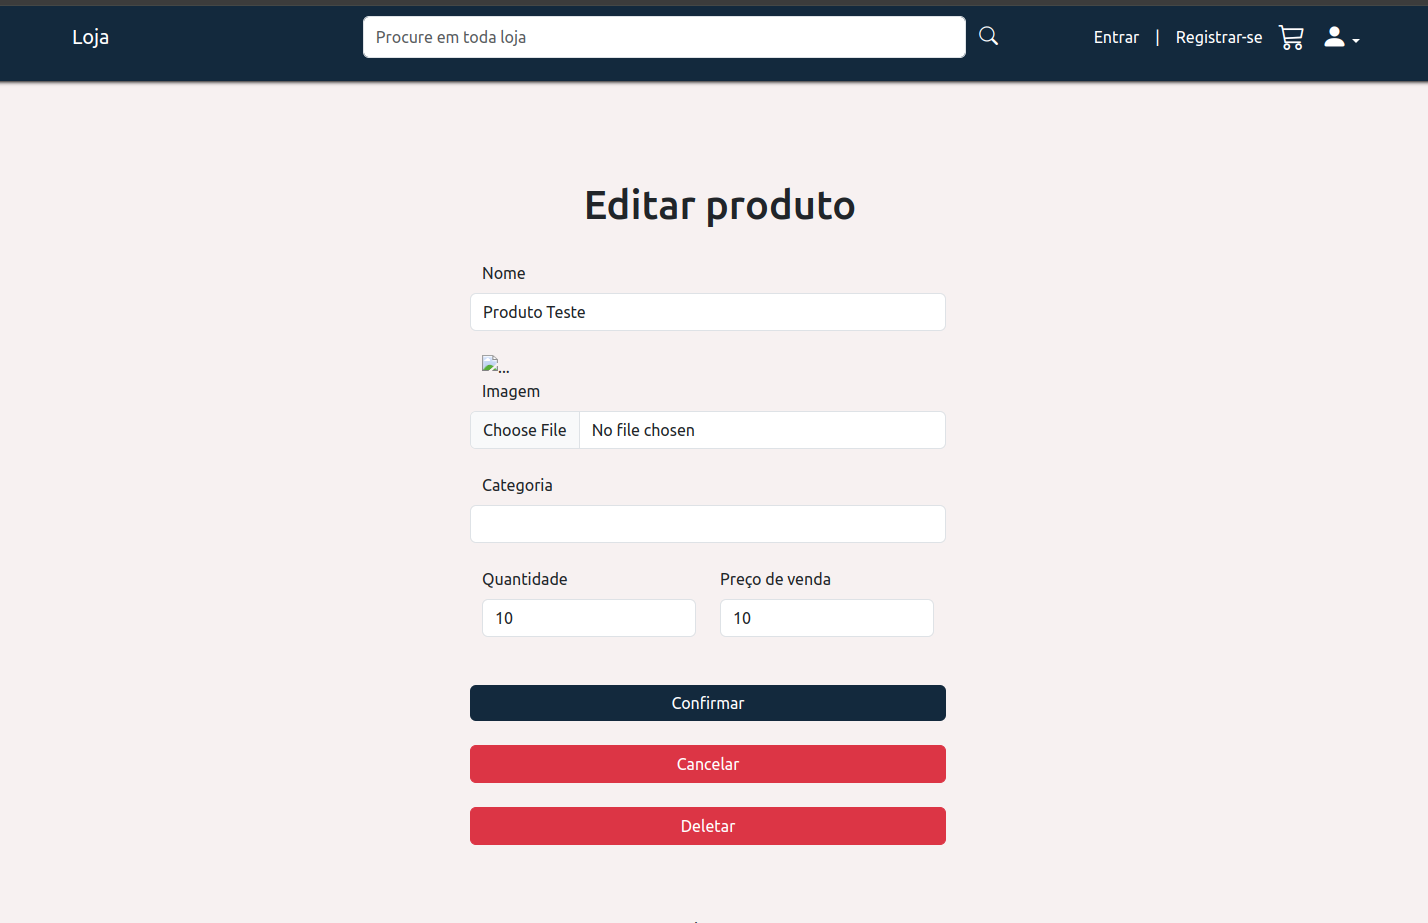 Loja
Procure em toda loja
Entrar | Registrar-se
Editar produto
Nome
Produto Teste
...
Imagem
Choose File No file chosen
Categoria
Quantidade Preço de venda
10 10
Confirmar
Cancelar
Deletar